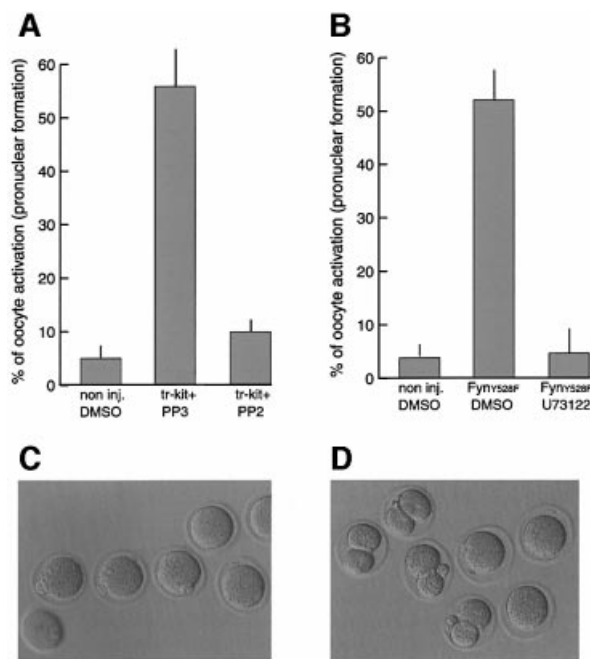 A
% of oocyte activation (pronuclear formation)
60
50
40
30
20
10
0
non inj. DMSO
tr-kit+ PP3
tr-kit+ PP2
B
% of oocyte activation (pronuclear formation)
60
50
40
30
20
10
0
non inj. DMSO
FynY528F DMSO
FynY528F U73122
C
D